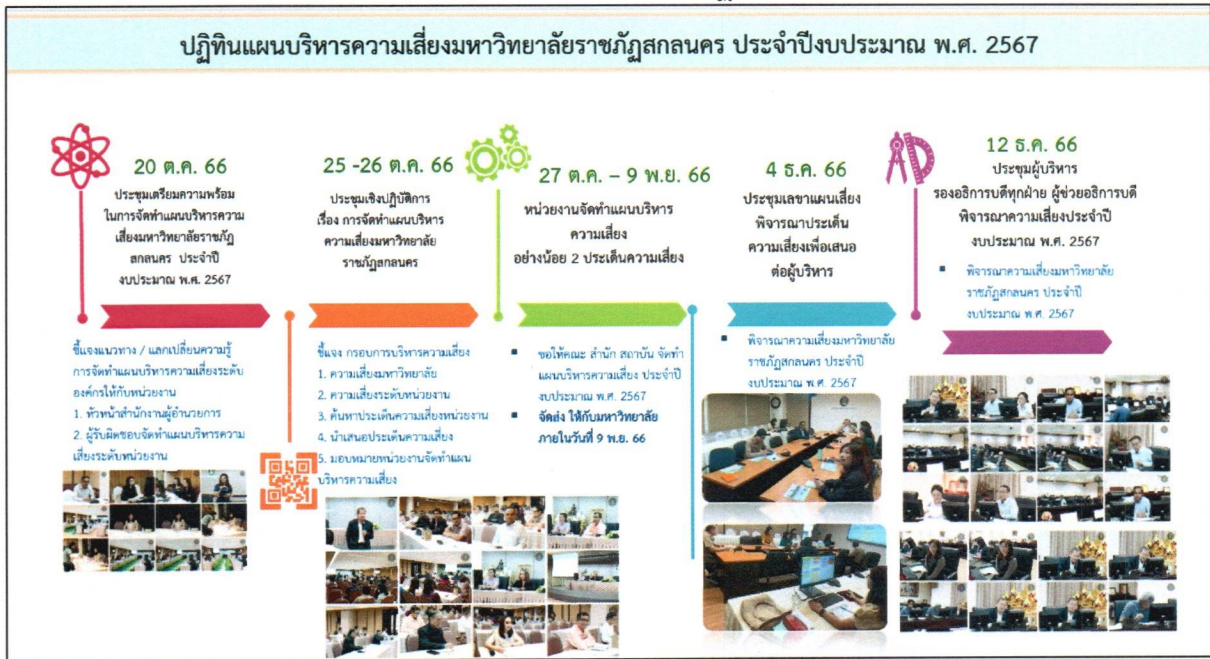 ปฏิทินแผนบริหารความเสี่ยงมหาวิทยาลัยราชภัฏสกลนคร ประจำปีงบประมาณ พ.ศ. 2567
20 ต.ค. 66
ประชุมเตรียมความพร้อม
ในการจัดทำแผนบริหารความ
เสี่ยงมหาวิทยาลัยราชภัฏ
สกลนคร ประจำปี
งบประมาณ พ.ศ. 2567
ชี้แจงแนวทาง / แลกเปลี่ยนความรู้
การจัดทำแผนบริหารความเสี่ยงระดับ
องค์กรให้กับหน่วยงาน
1. หัวหน้าสำนักงานผู้อำนวยการ
2. ผู้รับผิดชอบจัดทำแผนบริหารความ
เสี่ยงระดับหน่วยงาน
25 -26 ต.ค. 66
ประชุมเชิงปฏิบัติการ
เรื่อง การจัดทำแผนบริหาร
ความเสี่ยงมหาวิทยาลัย
ราชภัฏสกลนคร
ชี้แจง กรอบการบริหารความเสี่ยง
1. ความเสี่ยงมหาวิทยาลัย
2. ความเสี่ยงระดับหน่วยงาน
3. ค้นหาประเด็นความเสี่ยงหน่วยงาน
4. นำเสนอประเด็นความเสี่ยง
5. มอบหมายหน่วยงานจัดทำแผน
บริหารความเสี่ยง
27 ต.ค. – 9 พ.ย. 66
หน่วยงานจัดทำแผนบริหาร
ความเสี่ยง
อย่างน้อย 2 ประเด็นความเสี่ยง
▪ ขอให้คณะ สำนัก สถาบัน จัดทำ
แผนบริหารความเสี่ยง ประจำปี
งบประมาณ พ.ศ. 2567
▪ จัดส่ง ให้กับมหาวิทยาลัย
ภายในวันที่ 9 พ.ย. 66
4 ธ.ค. 66
ประชุมเลขาแผนเสี่ยง
พิจารณาประเด็น
ความเสี่ยงเพื่อเสนอ
ต่อผู้บริหาร
▪ พิจารณาความเสี่ยงมหาวิทยาลัย
ราชภัฏสกลนคร ประจำปี
งบประมาณ พ.ศ. 2567
12 ธ.ค. 66
ประชุมผู้บริหาร
รองอธิการบดีทุกฝ่าย ผู้ช่วยอธิการบดี
พิจารณาความเสี่ยงประจำปี
งบประมาณ พ.ศ. 2567
▪ พิจารณาความเสี่ยงมหาวิทยาลัย
ราชภัฏสกลนคร ประจำปี
งบประมาณ พ.ศ. 2567